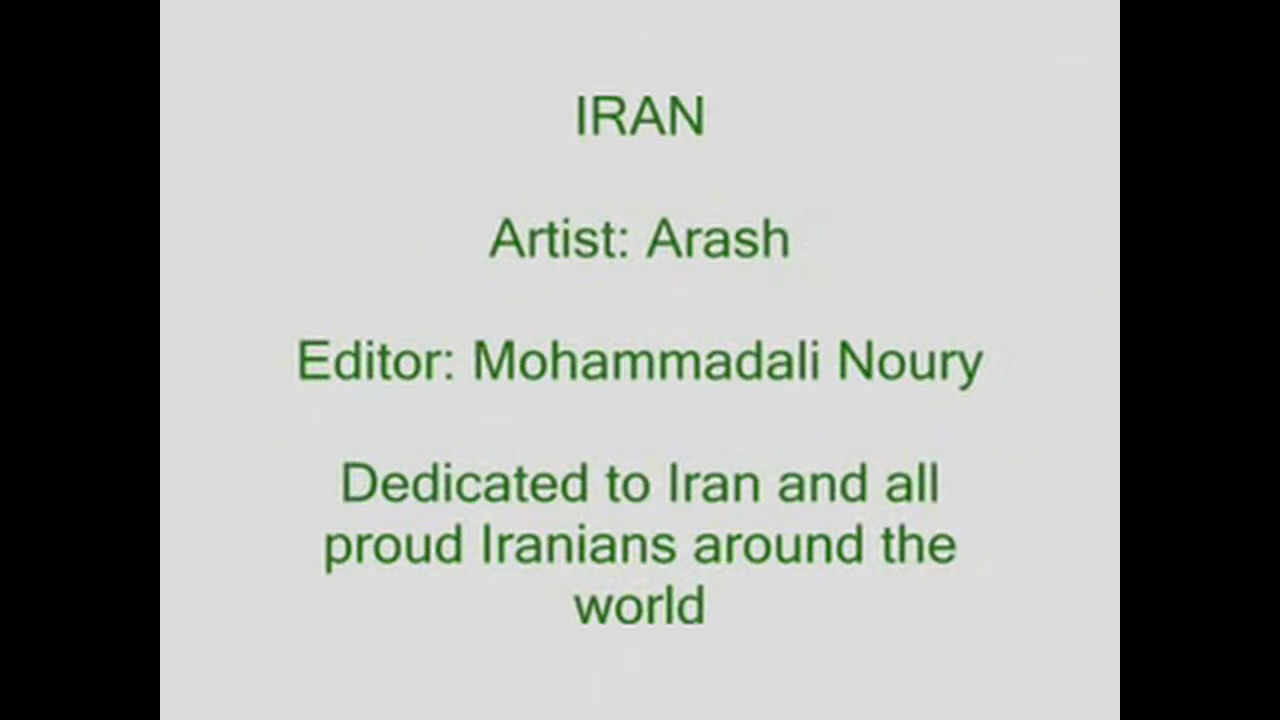 IRAN
Artist: Arash
Editor: Mohammadali Noury
Dedicated to Iran and all
proud Iranians around the
world